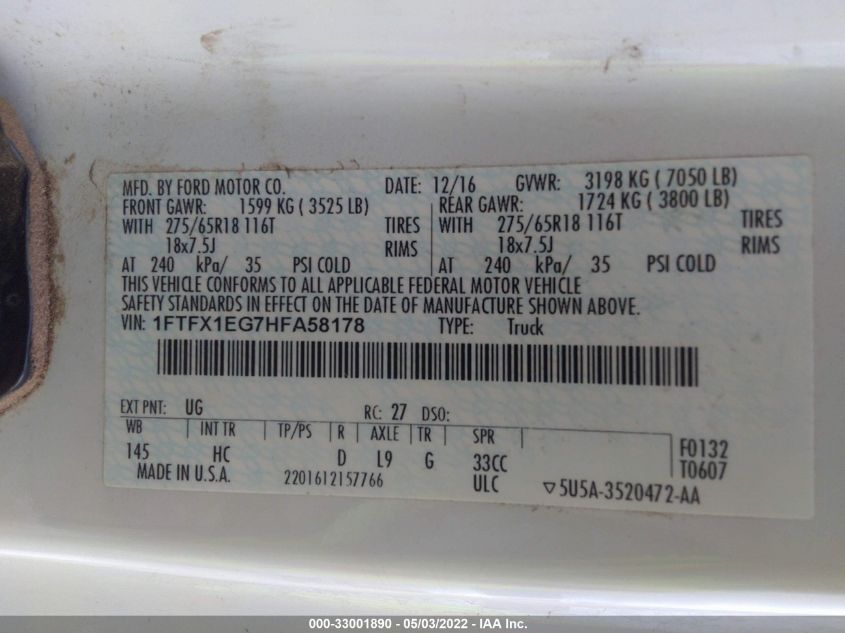 MFD. BY FORD MOTOR CO. DATE: 12/16 GVWR: 3198 KG ( 7050 LB)
FRONT GAWR: 1599 KG ( 3525 LB) REAR GAWR: 1724 KG ( 3800 LB)
WITH 275/65R18 116T TIRES WITH 275/65R18 116T TIRES
18x7.5J RIMS 18x7.5J RIMS
AT 240 kPa/ 35 PSI COLD AT 240 kPa/ 35 PSI COLD
THIS VEHICLE CONFORMS TO ALL APPLICABLE FEDERAL MOTOR VEHICLE
SAFETY STANDARDS IN EFFECT ON THE DATE OF MANUFACTURE SHOWN ABOVE.
VIN: 1FTFX1EG7HFA58178 TYPE: Truck
EXT PNT: UG RC: 27 DSO:
WB INT TR TP/PS R AXLE TR SPR
145 HC D L9 G 33CC F0132
MADE IN U.S.A. 2201612157766 ULC T0607
▽5U5A-3520472-AA
000-33001890 - 05/03/2022 - IAA Inc.